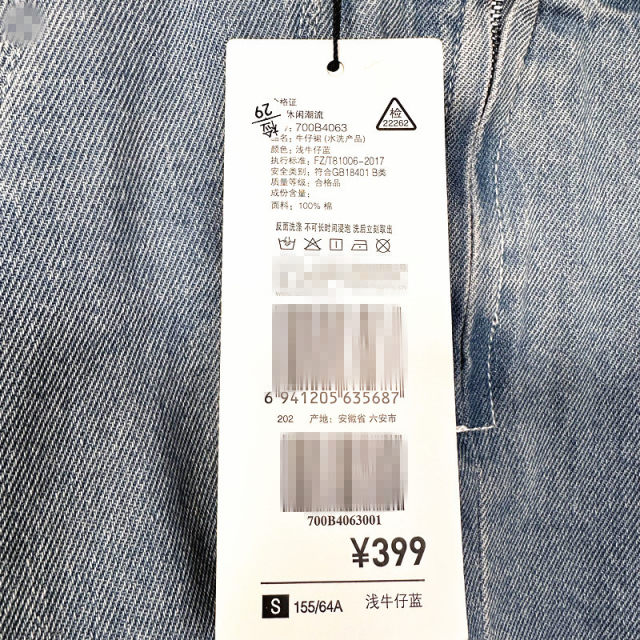 格证
休闲潮流
检29
检
22262
:700B4063
名:牛仔裙(水洗产品)
颜色:浅牛仔蓝
执行标准:FZ/T81006-2017
安全类别:符合GB18401 B类
质量等级:合格品
成份含量:
面料:100% 棉
反面洗涤 不可长时间浸泡 洗后立刻取出
6 941205 635687
202 产地:安徽省 六安市
700B4063001
¥399
S 155/64A 浅牛仔蓝